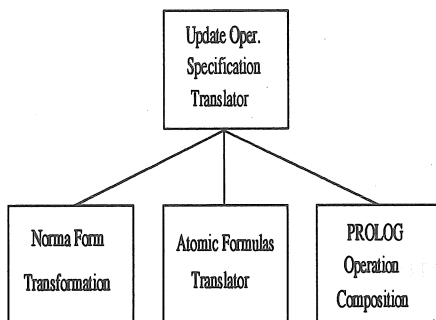 Update Oper.
Specification
Translator
Norma Form
Transformation
Atomic Formulas
Translator
PROLOG
Operation
Composition